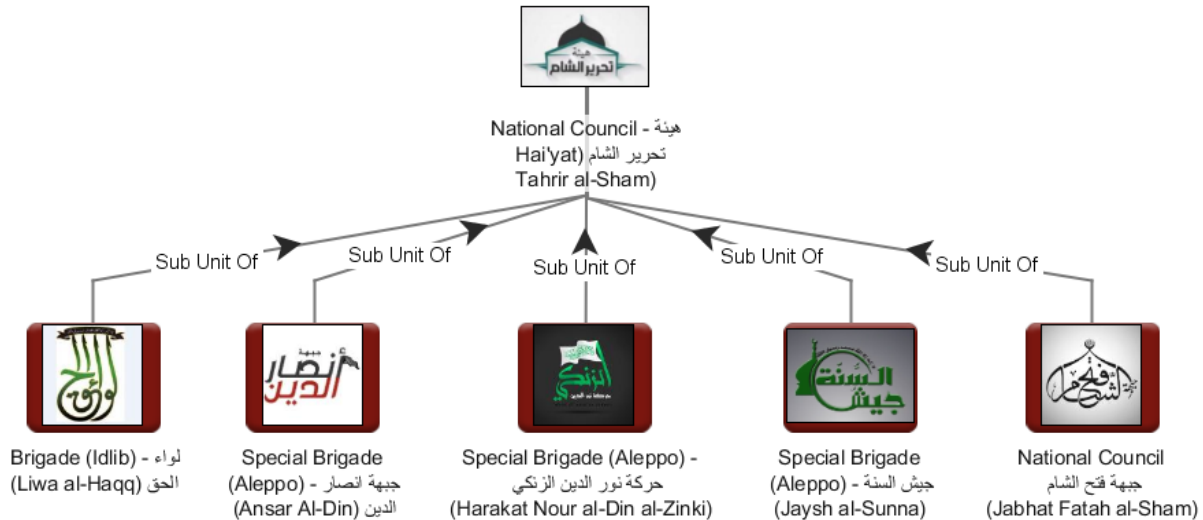 هيئة
تحرير الشام
National Council - هيئة
تحرير الشام (Hai'yat
Tahrir al-Sham)
Sub Unit Of
Sub Unit Of
Sub Unit Of
Sub Unit Of
Sub Unit Of
لواء الحق
جبهة
أنصار
الدين
الزنكي
حركة نور الدين
السنة
جيش
جبهة فتح الشام
Brigade (Idlib) - لواء
الحق (Liwa al-Haqq)
Special Brigade
(Aleppo) - جبهة انصار
الدين (Ansar Al-Din)
Special Brigade (Aleppo) -
حركة نور الدين الزنكي
(Harakat Nour al-Din al-Zinki)
Special Brigade
(Aleppo) - جيش السنة
(Jaysh al-Sunna)
National Council
جبهة فتح الشام
(Jabhat Fatah al-Sham)